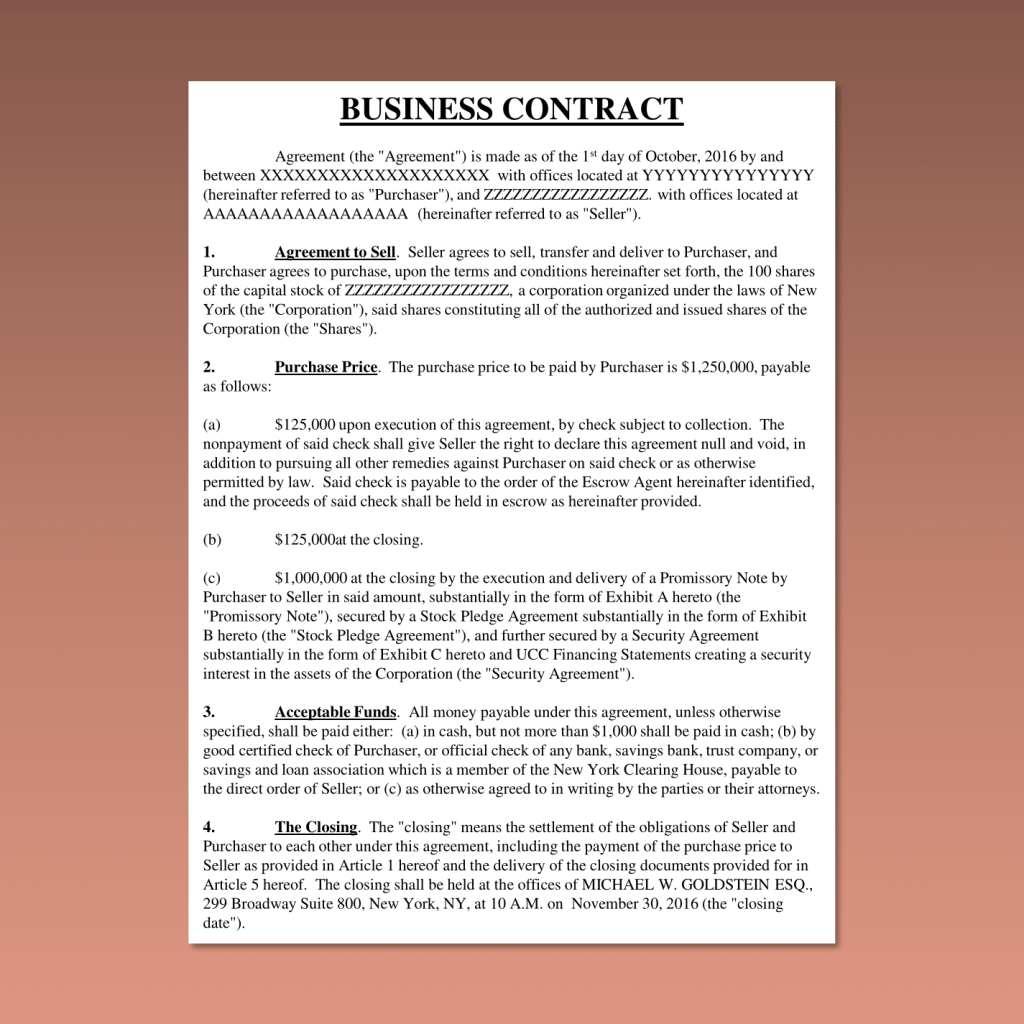 BUSINESS CONTRACT
Agreement (the "Agreement") is made as of the 1st day of October, 2016 by and
between XXXXXXXXXXXXXXXXXXXX with offices located at YYYYYYYYYYYYYYY
(hereinafter referred to as "Purchaser"), and ZZZZZZZZZZZZZZZZZ. with offices located at
AAAAAAAAAAAAAAAAAA (hereinafter referred to as "Seller").
1. Agreement to Sell. Seller agrees to sell, transfer and deliver to Purchaser, and
Purchaser agrees to purchase, upon the terms and conditions hereinafter set forth, the 100 shares
of the capital stock of ZZZZZZZZZZZZZZZZZ, a corporation organized under the laws of New
York (the "Corporation"), said shares constituting all of the authorized and issued shares of the
Corporation (the "Shares").
2. Purchase Price. The purchase price to be paid by Purchaser is $1,250,000, payable
as follows:
(a) $125,000 upon execution of this agreement, by check subject to collection. The
nonpayment of said check shall give Seller the right to declare this agreement null and void, in
addition to pursuing all other remedies against Purchaser on said check or as otherwise
permitted by law. Said check is payable to the order of the Escrow Agent hereinafter identified,
and the proceeds of said check shall be held in escrow as hereinafter provided.
(b) $125,000at the closing.
(c) $1,000,000 at the closing by the execution and delivery of a Promissory Note by
Purchaser to Seller in said amount, substantially in the form of Exhibit A hereto (the
"Promissory Note"), secured by a Stock Pledge Agreement substantially in the form of Exhibit
B hereto (the "Stock Pledge Agreement"), and further secured by a Security Agreement
substantially in the form of Exhibit C hereto and UCC Financing Statements creating a security
interest in the assets of the Corporation (the "Security Agreement").
3. Acceptable Funds. All money payable under this agreement, unless otherwise
specified, shall be paid either: (a) in cash, but not more than $1,000 shall be paid in cash; (b) by
good certified check of Purchaser, or official check of any bank, savings bank, trust company, or
savings and loan association which is a member of the New York Clearing House, payable to
the direct order of Seller; or (c) as otherwise agreed to in writing by the parties or their attorneys.
4. The Closing. The "closing" means the settlement of the obligations of Seller and
Purchaser to each other under this agreement, including the payment of the purchase price to
Seller as provided in Article 1 hereof and the delivery of the closing documents provided for in
Article 5 hereof. The closing shall be held at the offices of MICHAEL W. GOLDSTEIN ESQ.,
299 Broadway Suite 800, New York, NY, at 10 A.M. on November 30, 2016 (the "closing
date").